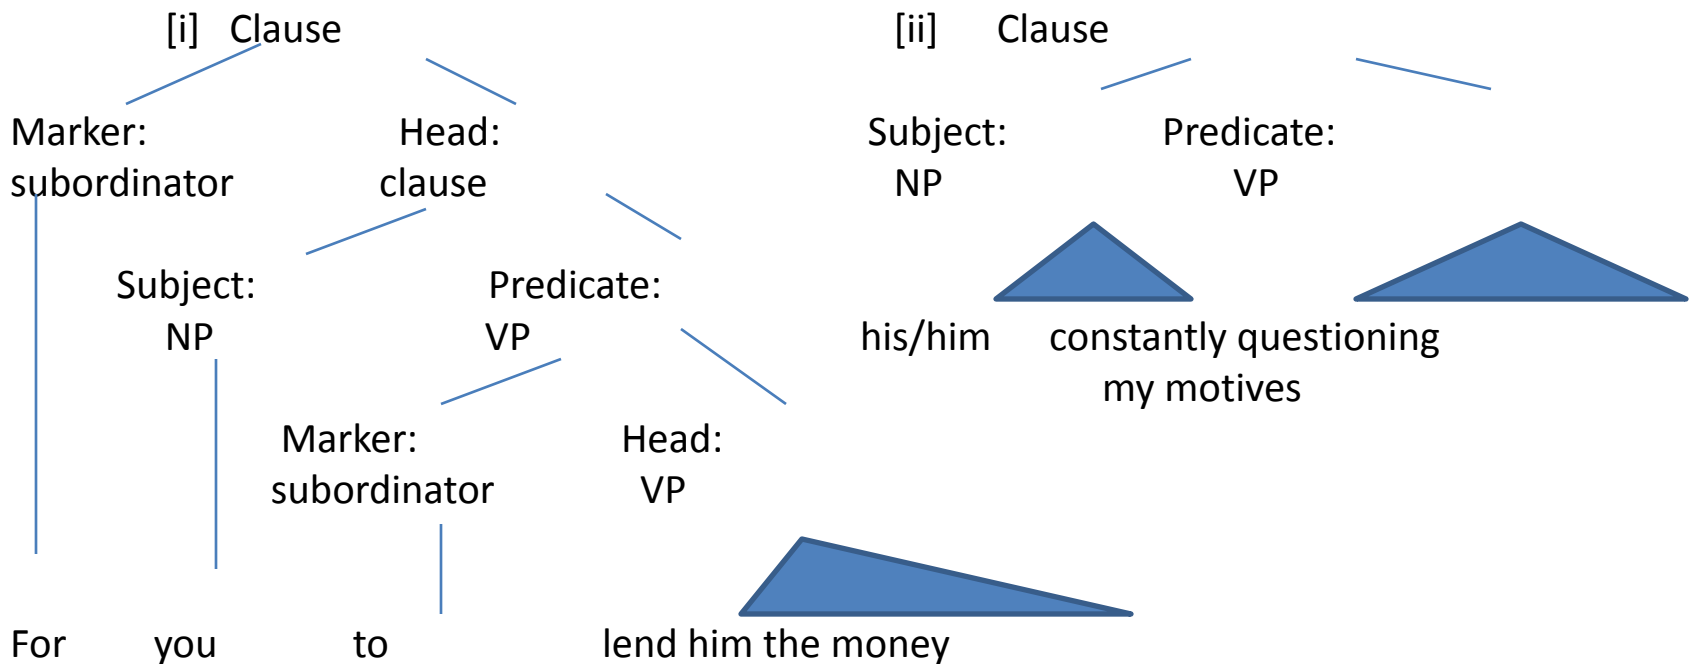 [i] Clause
[ii] Clause
Marker:
subordinator
Head:
clause
Subject:
NP
Predicate:
VP
Subject:
NP
Predicate:
VP
his/him
constantly questioning
my motives
Marker:
subordinator
Head:
VP
For you to lend him the money